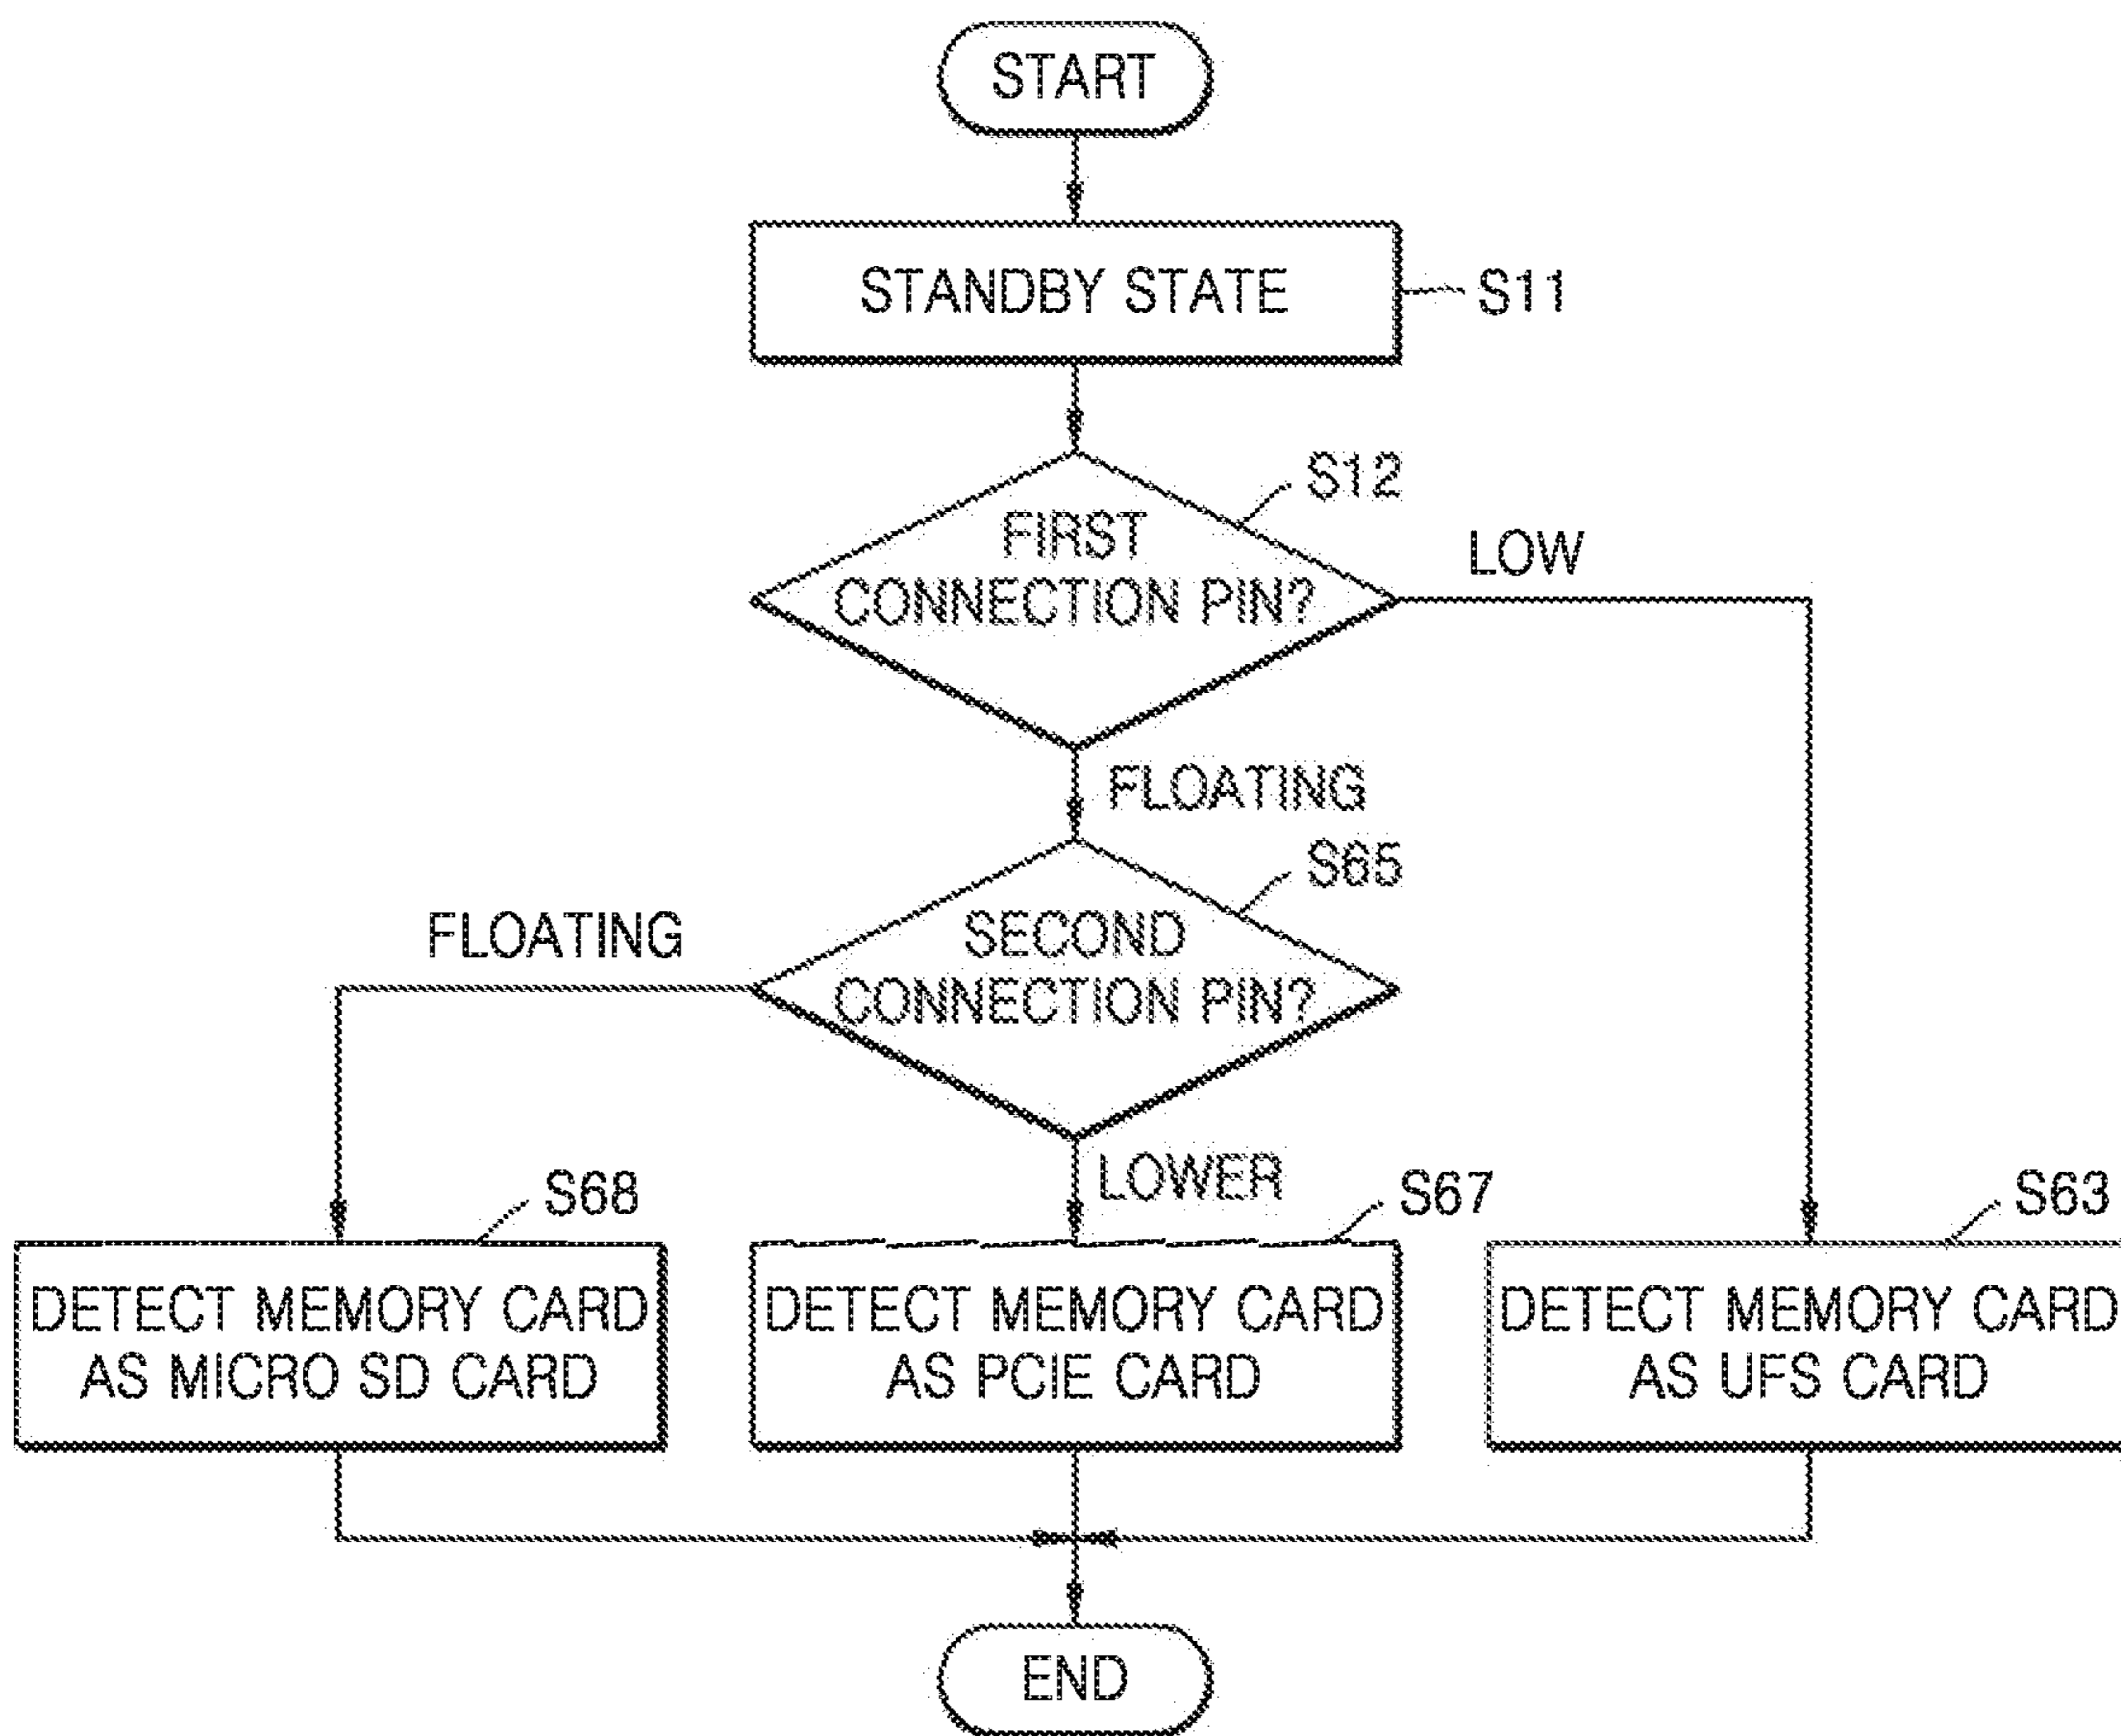 START
STANDBY STATE
S11
S12
FIRST
CONNECTION PIN?
LOW
FLOATING
S65
SECOND
CONNECTION PIN?
FLOATING
LOWER
S68
S67
S63
DETECT MEMORY CARD
AS MICRO SD CARD
DETECT MEMORY CARD
AS PCIE CARD
DETECT MEMORY CARD
AS UFS CARD
END